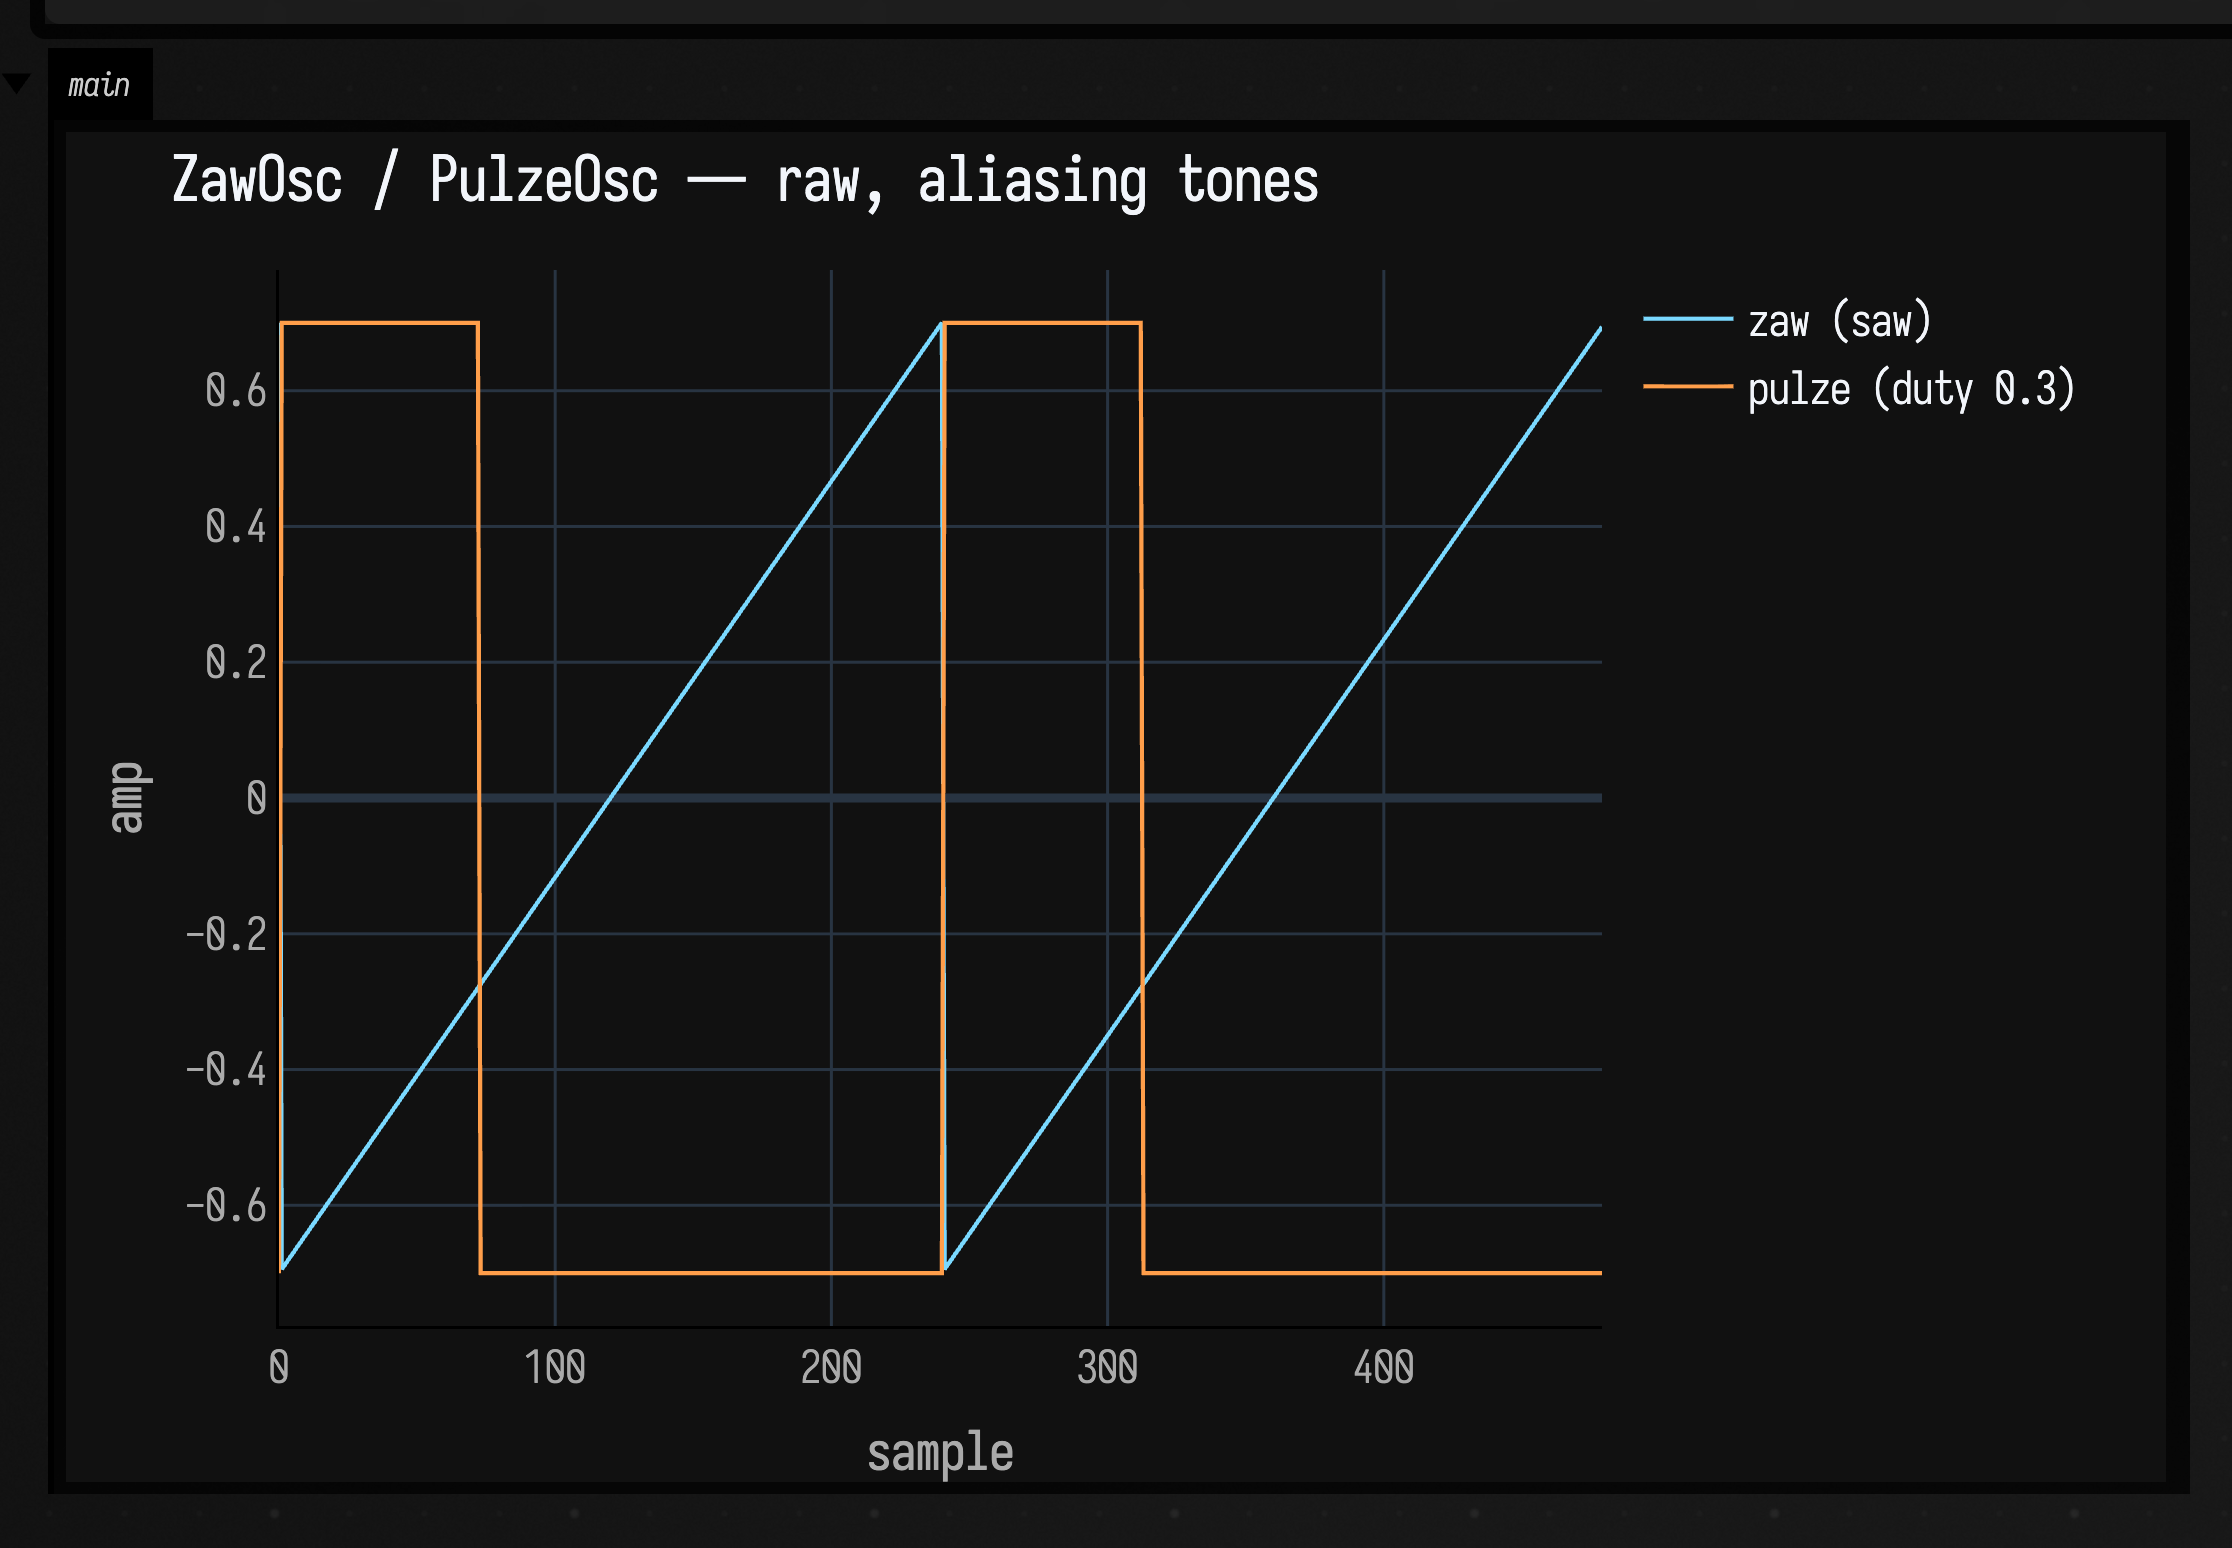 main
ZawOsc / PulzeOsc — raw, aliasing tones
zaw (saw)
pulze (duty 0.3)
0.6
0.4
0.2
0
−0.2
−0.4
−0.6
amp
0 100 200 300 400
sample